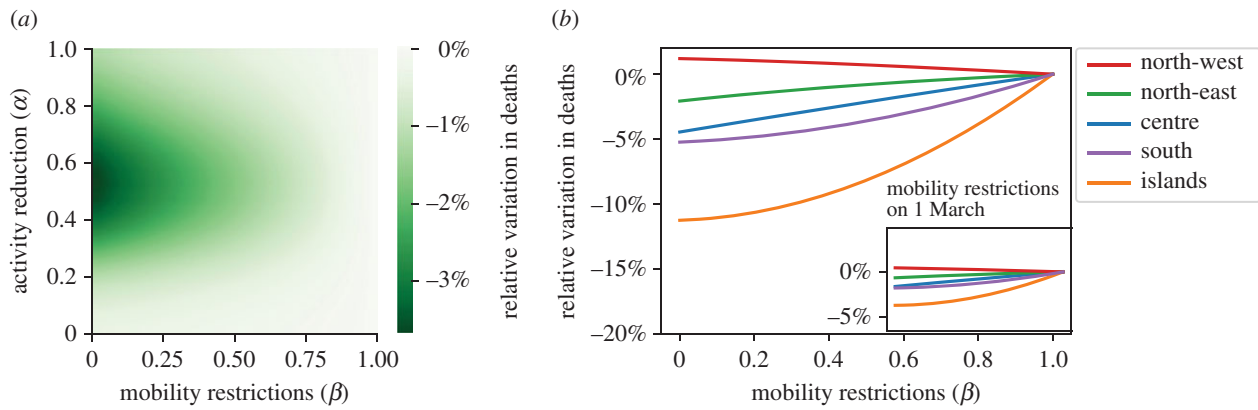 (a)
1.0
0.8
0.6
0.4
0.2
0
activity reduction (α)
0
0.25
0.50
0.75
1.00
mobility restrictions (β)
0%
−1%
−2%
−3%
relative variation in deaths
(b)
0%
−5%
−10%
−15%
−20%
relative variation in deaths
0
0.2
0.4
0.6
0.8
1.0
mobility restrictions (β)
mobility restrictions
on 1 March
0%
−5%
north-west
north-east
centre
south
islands